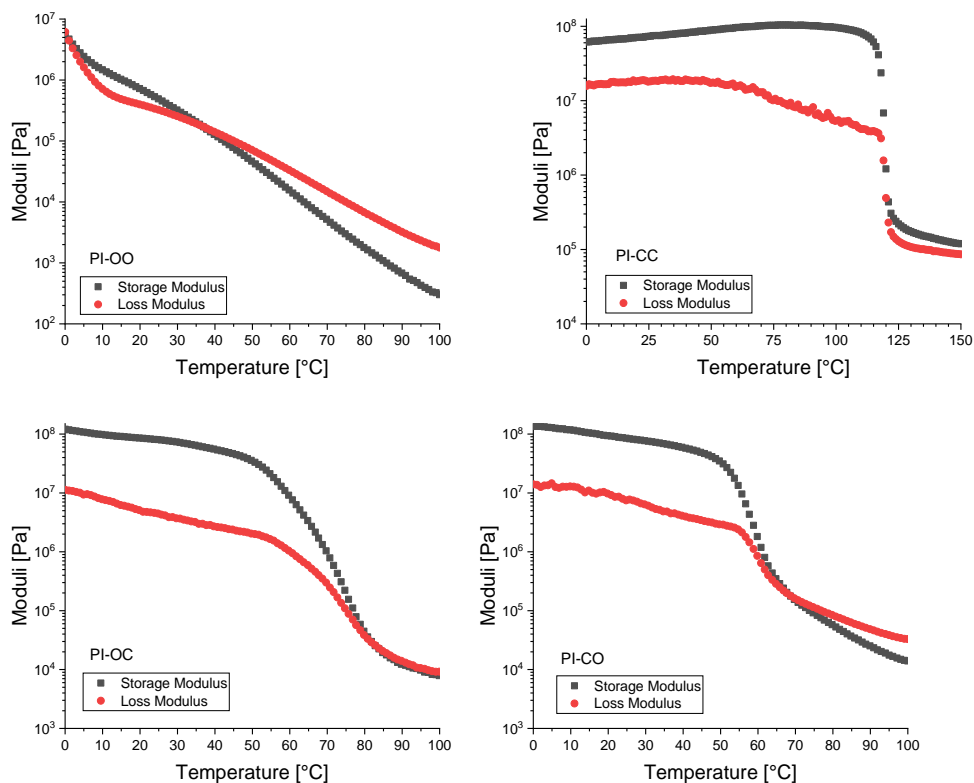 Moduli [Pa]
10^7
10^6
10^5
10^4
10^3
10^2
PI-OO
Storage Modulus
Loss Modulus
0 10 20 30 40 50 60 70 80 90 100
Temperature [°C]
Moduli [Pa]
10^8
10^7
10^6
10^5
10^4
PI-CC
Storage Modulus
Loss Modulus
0 25 50 75 100 125 150
Temperature [°C]
Moduli [Pa]
10^8
10^7
10^6
10^5
10^4
10^3
PI-OC
Storage Modulus
Loss Modulus
0 10 20 30 40 50 60 70 80 90 100
Temperature [°C]
Moduli [Pa]
10^8
10^7
10^6
10^5
10^4
10^3
PI-CO
Storage Modulus
Loss Modulus
0 10 20 30 40 50 60 70 80 90 100
Temperature [°C]